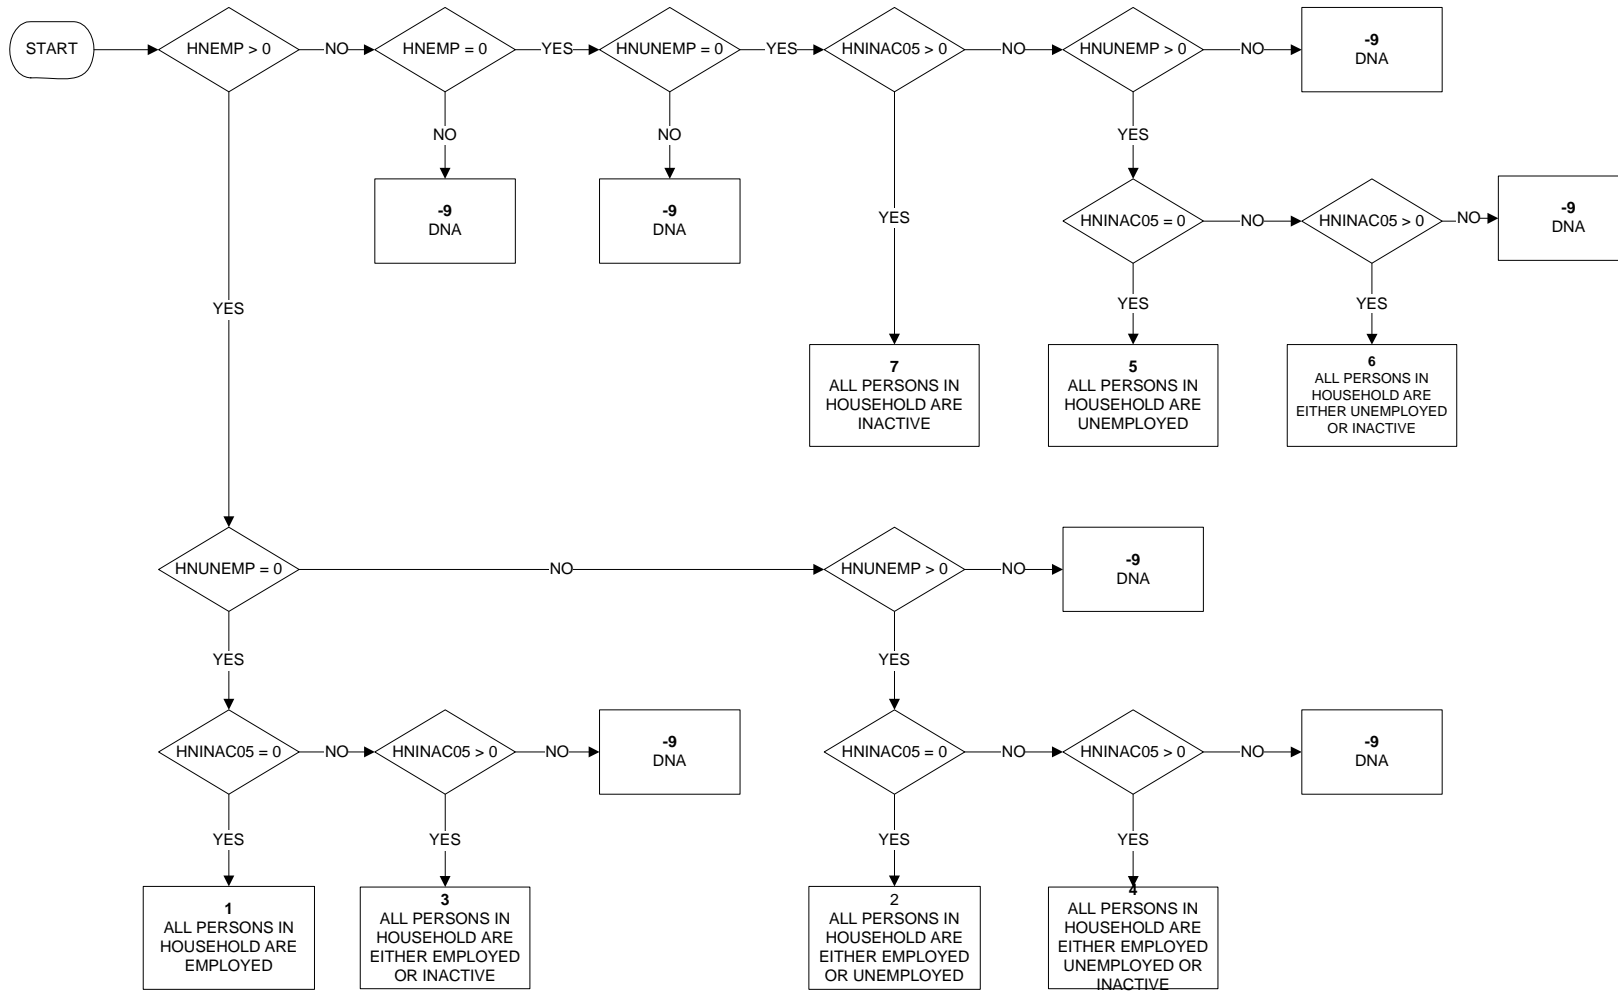 START
HNEMP > 0
NO
HNEMP = 0
YES
HNUNEMP = 0
YES
HNINAC05 > 0
NO
HNUNEMP > 0
NO
-9
DNA
NO
NO
YES
-9
DNA
-9
DNA
YES
HNINAC05 = 0
NO
HNINAC05 > 0
NO
-9
DNA
YES
YES
YES
7
ALL PERSONS IN
HOUSEHOLD ARE
INACTIVE
5
ALL PERSONS IN
HOUSEHOLD ARE
UNEMPLOYED
6
ALL PERSONS IN
HOUSEHOLD ARE
EITHER UNEMPLOYED
OR INACTIVE
HNUNEMP = 0
NO
HNUNEMP > 0
NO
-9
DNA
YES
YES
HNINAC05 = 0
NO
HNINAC05 > 0
NO
-9
DNA
HNINAC05 = 0
NO
HNINAC05 > 0
NO
-9
DNA
YES
YES
YES
YES
1
ALL PERSONS IN
HOUSEHOLD ARE
EMPLOYED
3
ALL PERSONS IN
HOUSEHOLD ARE
EITHER EMPLOYED
OR INACTIVE
2
ALL PERSONS IN
HOUSEHOLD ARE
EITHER EMPLOYED
OR UNEMPLOYED
4
ALL PERSONS IN
HOUSEHOLD ARE
EITHER EMPLOYED
UNEMPLOYED OR
INACTIVE